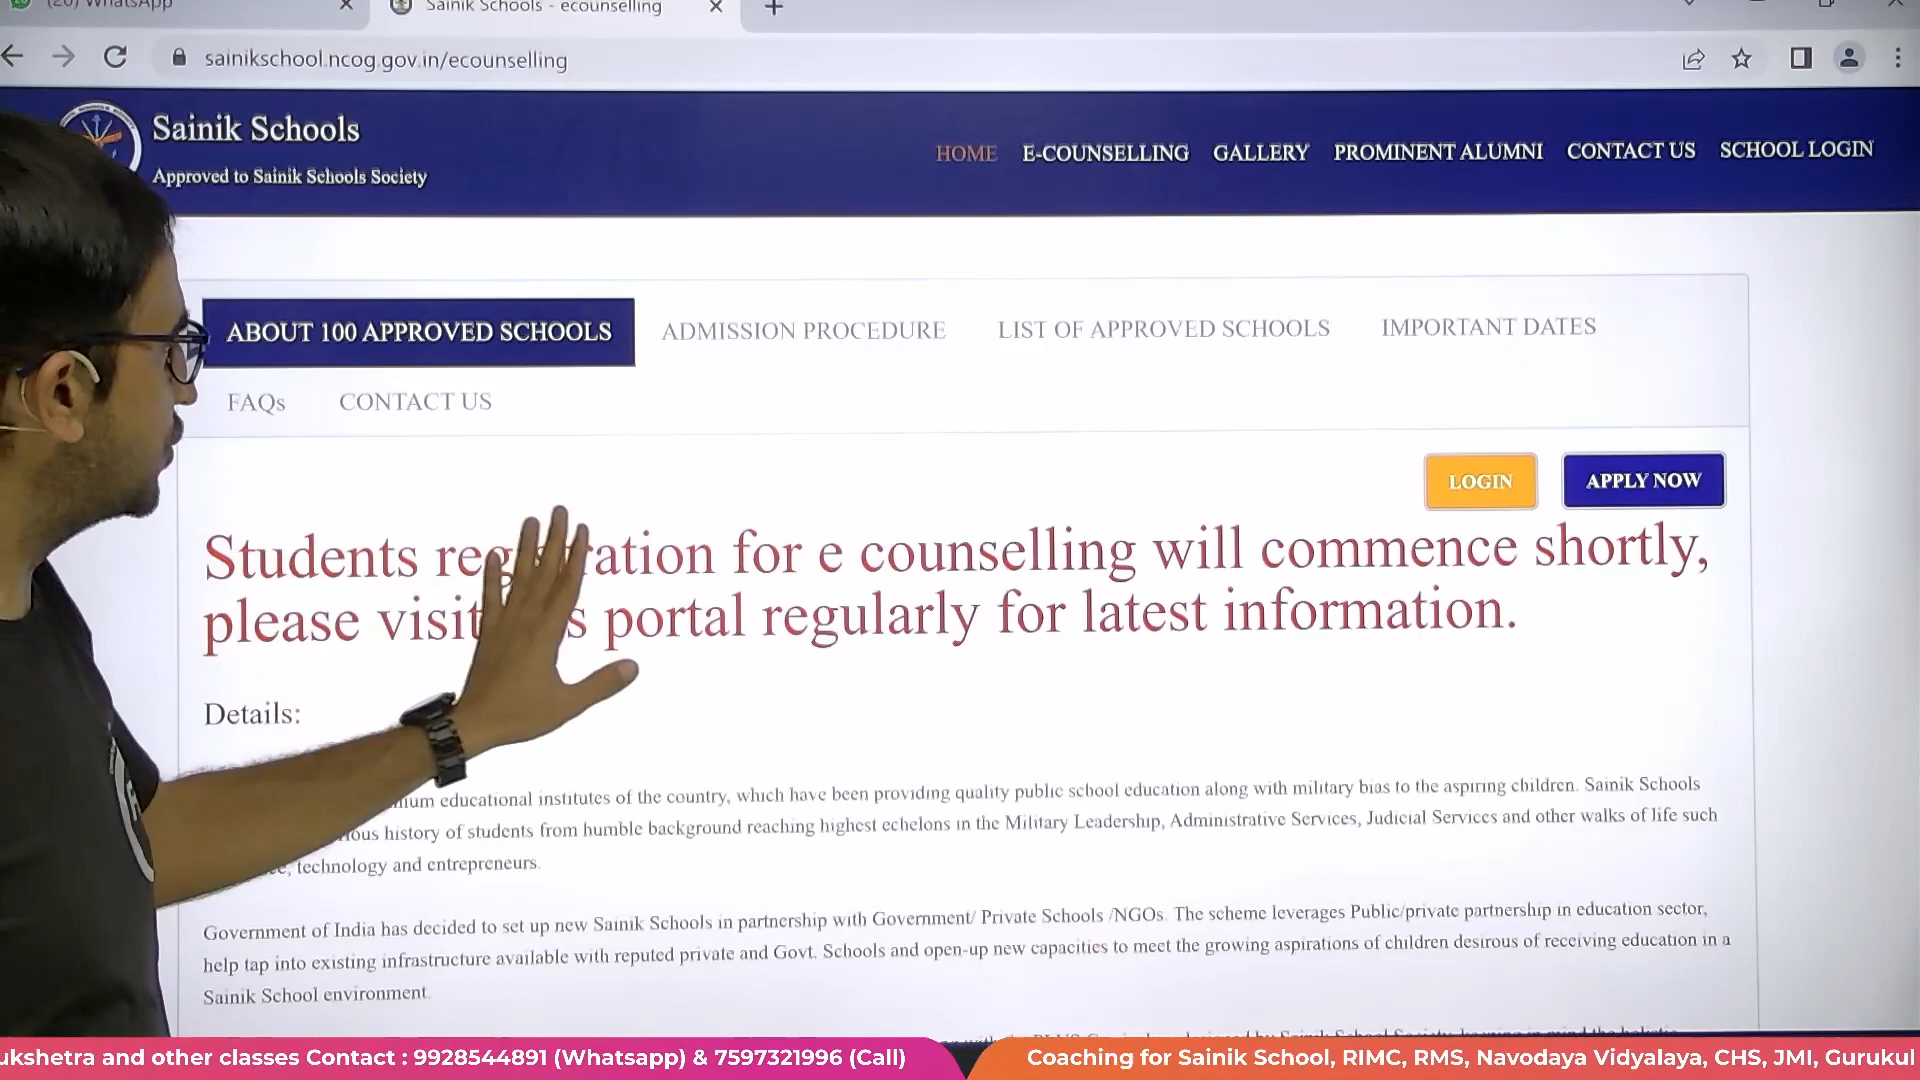 (20) WhatsApp
Sainik Schools - ecounselling
sainikschool.ncog.gov.in/ecounselling
Sainik Schools
Approved to Sainik Schools Society
HOME E-COUNSELLING GALLERY PROMINENT ALUMNI CONTACT US SCHOOL LOGIN
ABOUT 100 APPROVED SCHOOLS ADMISSION PROCEDURE LIST OF APPROVED SCHOOLS IMPORTANT DATES
FAQs CONTACT US
LOGIN APPLY NOW
Students registration for e counselling will commence shortly,
please visit portal regularly for latest information.
Details:
educational institutes of the country, which have been providing quality public school education along with military bias to the aspiring children. Sainik Schools
history of students from humble background reaching highest echelons in the Military Leadership, Administrative Services, Judicial Services and other walks of life such
technology and entrepreneurs.
Government of India has decided to set up new Sainik Schools in partnership with Government/ Private Schools /NGOs. The scheme leverages Public/private partnership in education sector,
help tap into existing infrastructure available with reputed private and Govt. Schools and open-up new capacities to meet the growing aspirations of children desirous of receiving education in a
Sainik School environment.
ukshetra and other classes Contact : 9928544891 (Whatsapp) & 7597321996 (Call)
Coaching for Sainik School, RIMC, RMS, Navodaya Vidyalaya, CHS, JMI, Gurukul